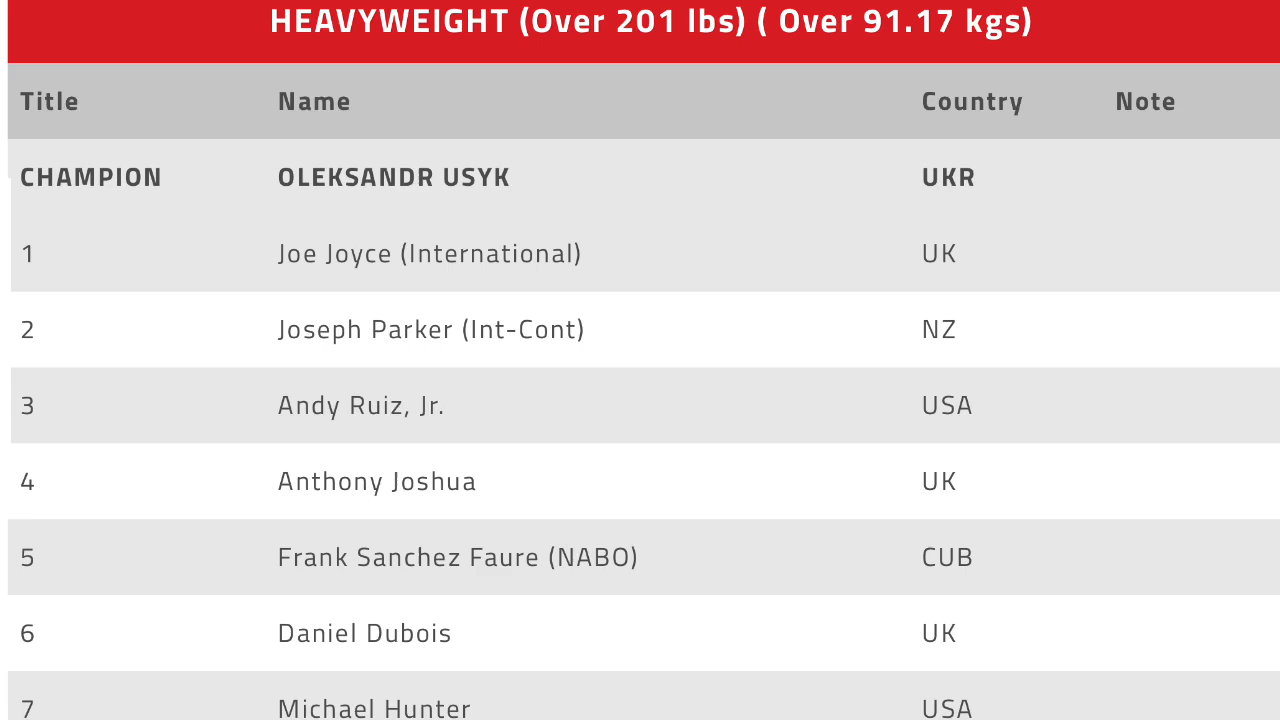 HEAVYWEIGHT (Over 201 lbs) ( Over 91.17 kgs)
Title Name Country Note
CHAMPION OLEKSANDR USYK UKR
1 Joe Joyce (International) UK
2 Joseph Parker (Int-Cont) NZ
3 Andy Ruiz, Jr. USA
4 Anthony Joshua UK
5 Frank Sanchez Faure (NABO) CUB
6 Daniel Dubois UK
7 Michael Hunter USA